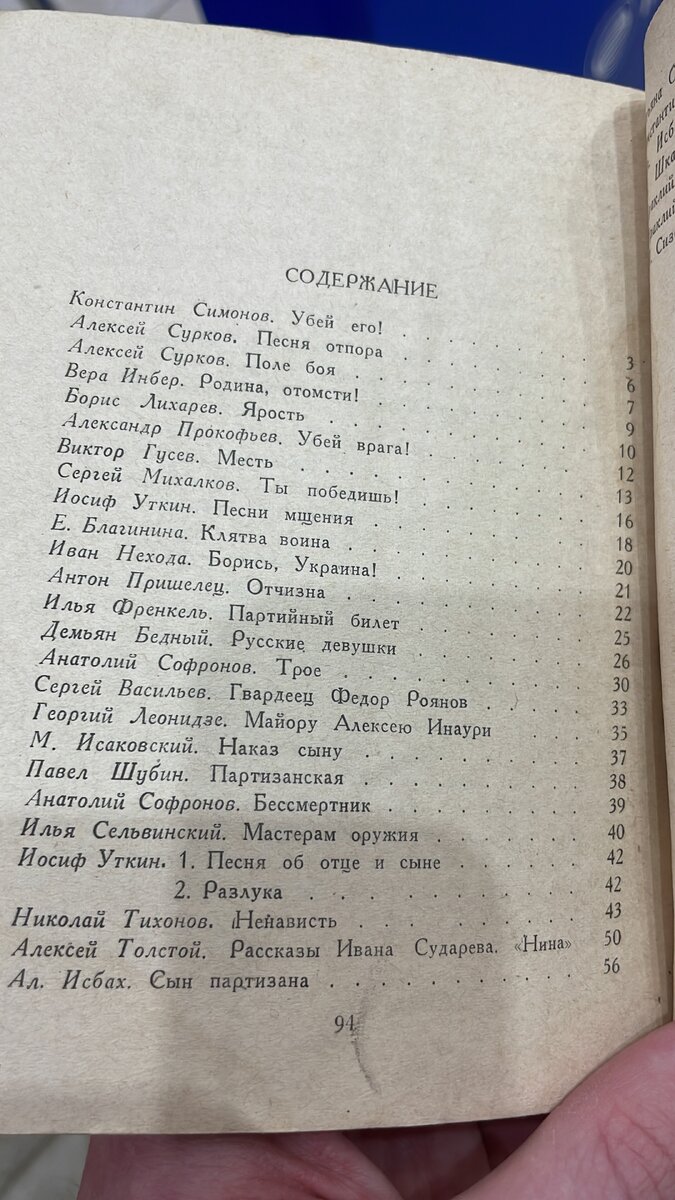 СОДЕРЖАНИЕ
Константин Симонов. Убей его! . . . . . . . 3
Алексей Сурков. Песня отпора . . . . . . . 6
Алексей Сурков. Поле боя . . . . . . . . 7
Вера Инбер. Родина, отомсти! . . . . . . . 9
Борис Лихарев. Ярость . . . . . . . . . 10
Александр Прокофьев. Убей врага! . . . . . . 12
Виктор Гусев. Месть . . . . . . . . . . 13
Сергей Михалков. Ты победишь! . . . . . . . 16
Иосиф Уткин. Песни мщения . . . . . . . . 18
Е. Благинина. Клятва воина . . . . . . . . 20
Иван Нехода. Борись, Украина! . . . . . . . 21
Антон Пришелец. Отчизна . . . . . . . . 22
Илья Френкель. Партийный билет . . . . . . 25
Демьян Бедный. Русские девушки . . . . . . 26
Анатолий Софронов. Трое . . . . . . . . 30
Сергей Васильев. Гвардеец Федор Роянов . . . . 33
Георгий Леонидзе. Майору Алексею Инаури . . . 35
М. Исаковский. Наказ сыну . . . . . . . . 37
Павел Шубин. Партизанская . . . . . . . . 38
Анатолий Софронов. Бессмертник . . . . . . 39
Илья Сельвинский. Мастерам оружия . . . . . 40
Иосиф Уткин. 1. Песня об отце и сыне . . . . . 42
2. Разлука . . . . . . . . . 42
Николай Тихонов. Ненависть . . . . . . . . 43
Алексей Толстой. Рассказы Ивана Сударева. «Нина» 50
Ал. Исбах. Сын партизана . . . . . . . . 56
94